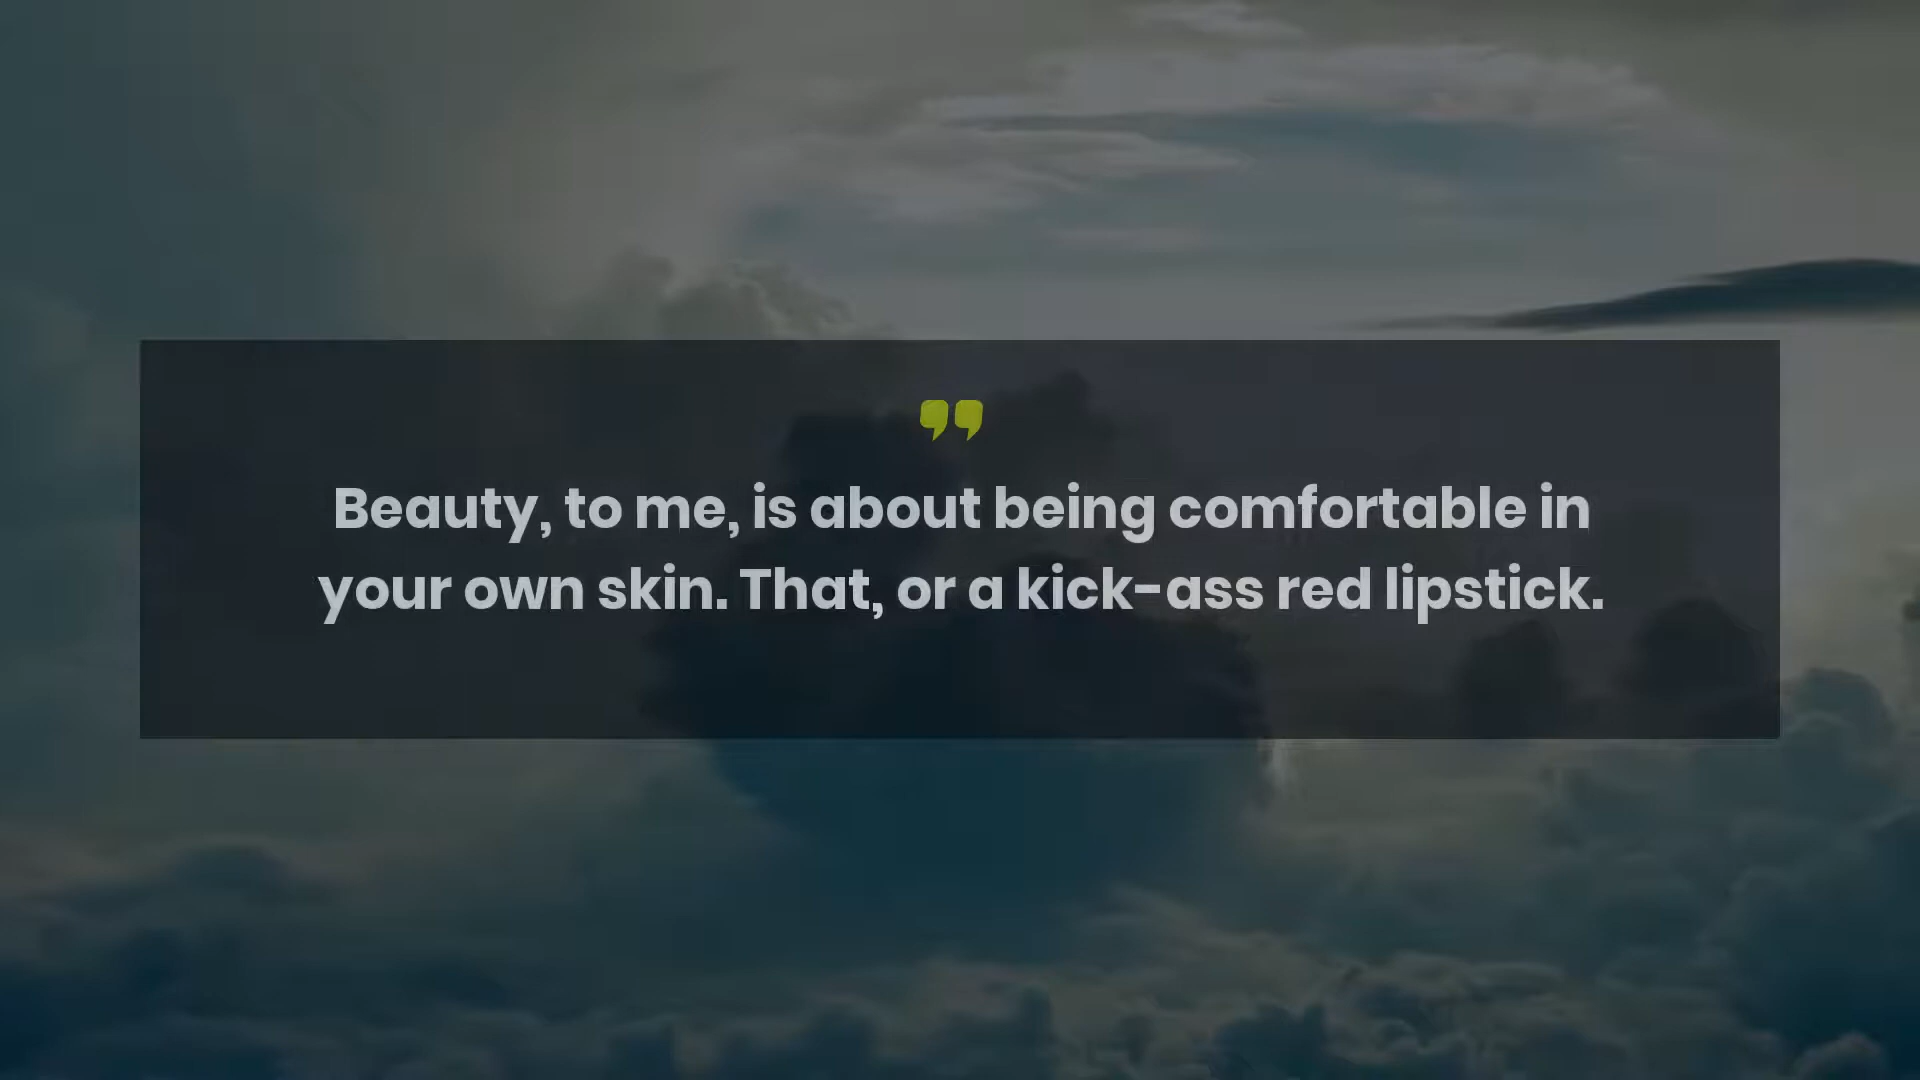 Beauty, to me, is about being comfortable in
your own skin. That, or a kick-ass red lipstick.